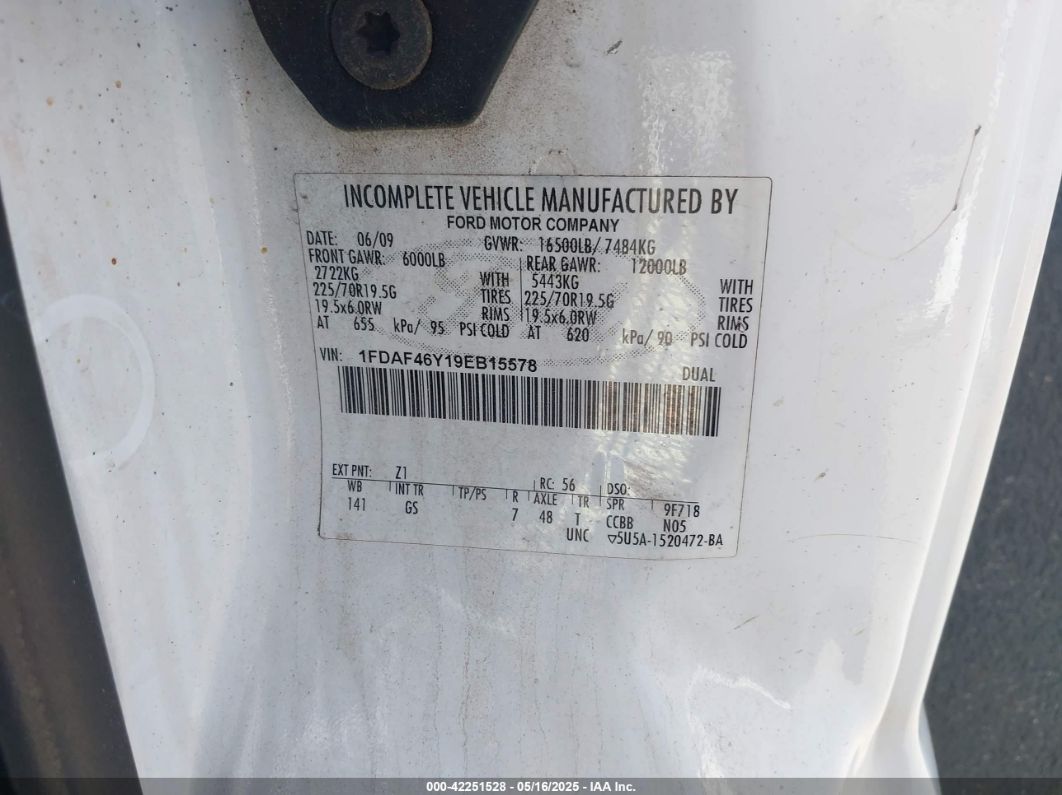 INCOMPLETE VEHICLE MANUFACTURED BY
FORD MOTOR COMPANY
DATE: 06/09 GVWR: 16500LB/ 7484KG
FRONT GAWR: 6000LB REAR GAWR: 12000LB
2722KG WITH 5443KG WITH
225/70R19.5G TIRES 225/70R19.5G TIRES
19.5x6.0RW RIMS 19.5x6.0RW RIMS
AT 655 kPa/ 95 PSI COLD AT 620 kPa/ 90 PSI COLD
VIN: 1FDAF46Y19EB15578 DUAL
EXT PNT: Z1 RC: 56 DSO:
WB INT TR TP/PS R AXLE TR SPR 9F718
141 GS 7 48 T CCBB N05
UNC ▽5U5A-1520472-BA
000-42251528 - 05/16/2025 - IAA Inc.